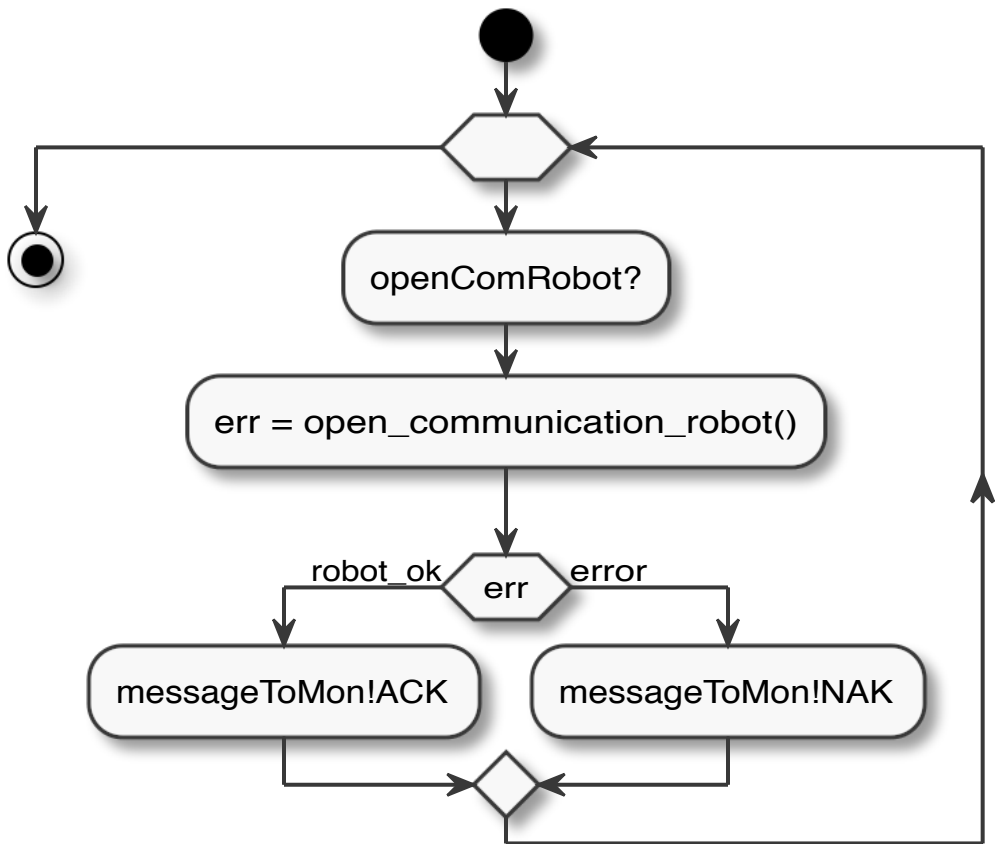 openComRobot?
err = open_communication_robot()
robot_ok
err
error
messageToMon!ACK
messageToMon!NAK